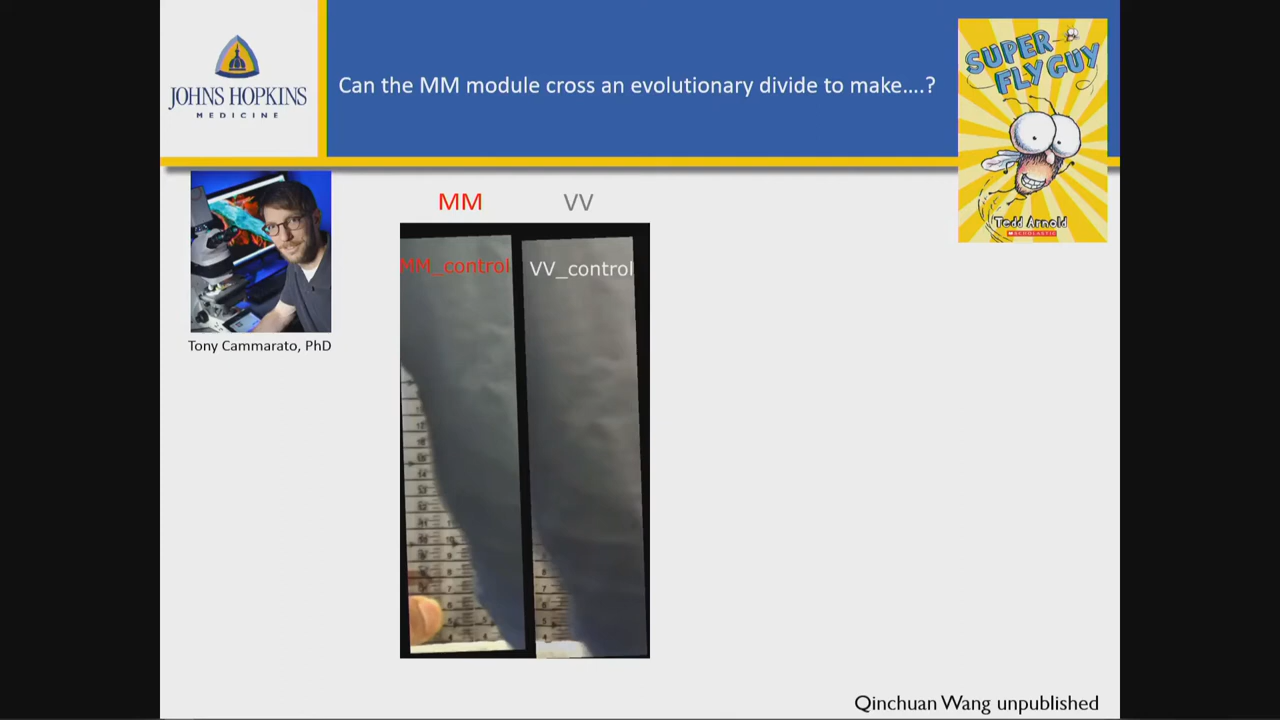 JOHNS HOPKINS
MEDICINE
Can the MM module cross an evolutionary divide to make....?
SUPER
FLY GUY
Tedd Arnold
SCHOLASTIC
Tony Cammarato, PhD
MM
VV
MM_control
VV_control
Qinchuan Wang unpublished